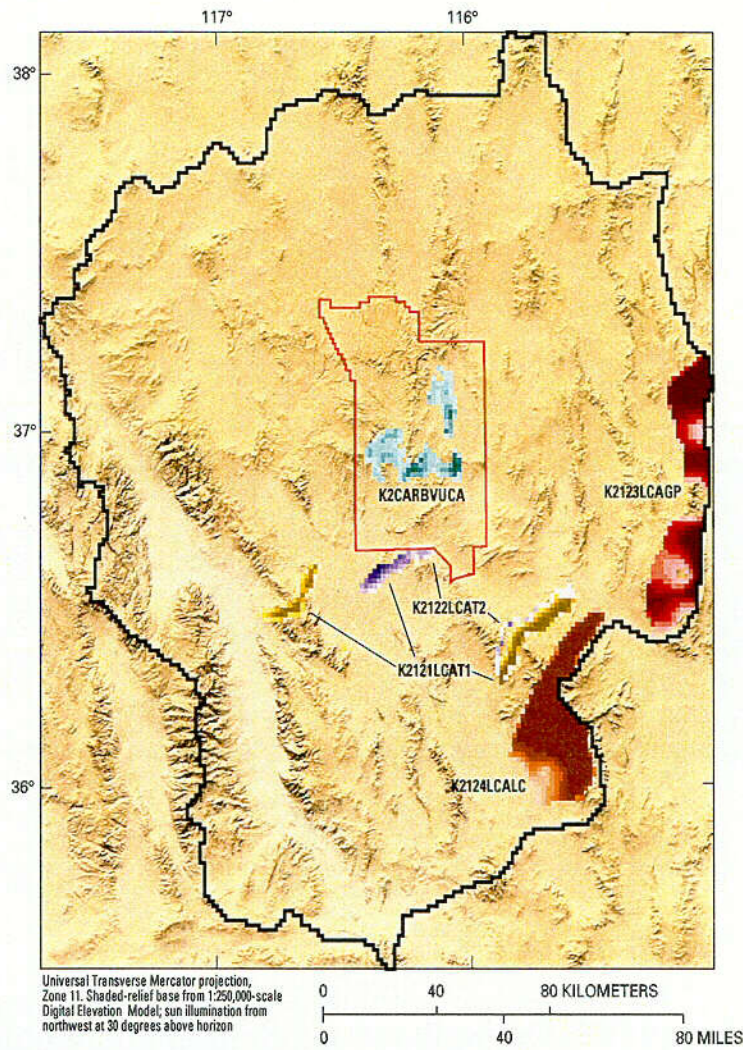 117° 116°
38°
37°
K2CARBVUCA
K2123LCAGP
K2122LCAT2
K2121LCAT1
36°
K2124LCALC
Universal Transverse Mercator projection,
Zone 11. Shaded-relief base from 1:250,000-scale
Digital Elevation Model; sun illumination from
northwest at 30 degrees above horizon
0 40 80 KILOMETERS
0 40 80 MILES